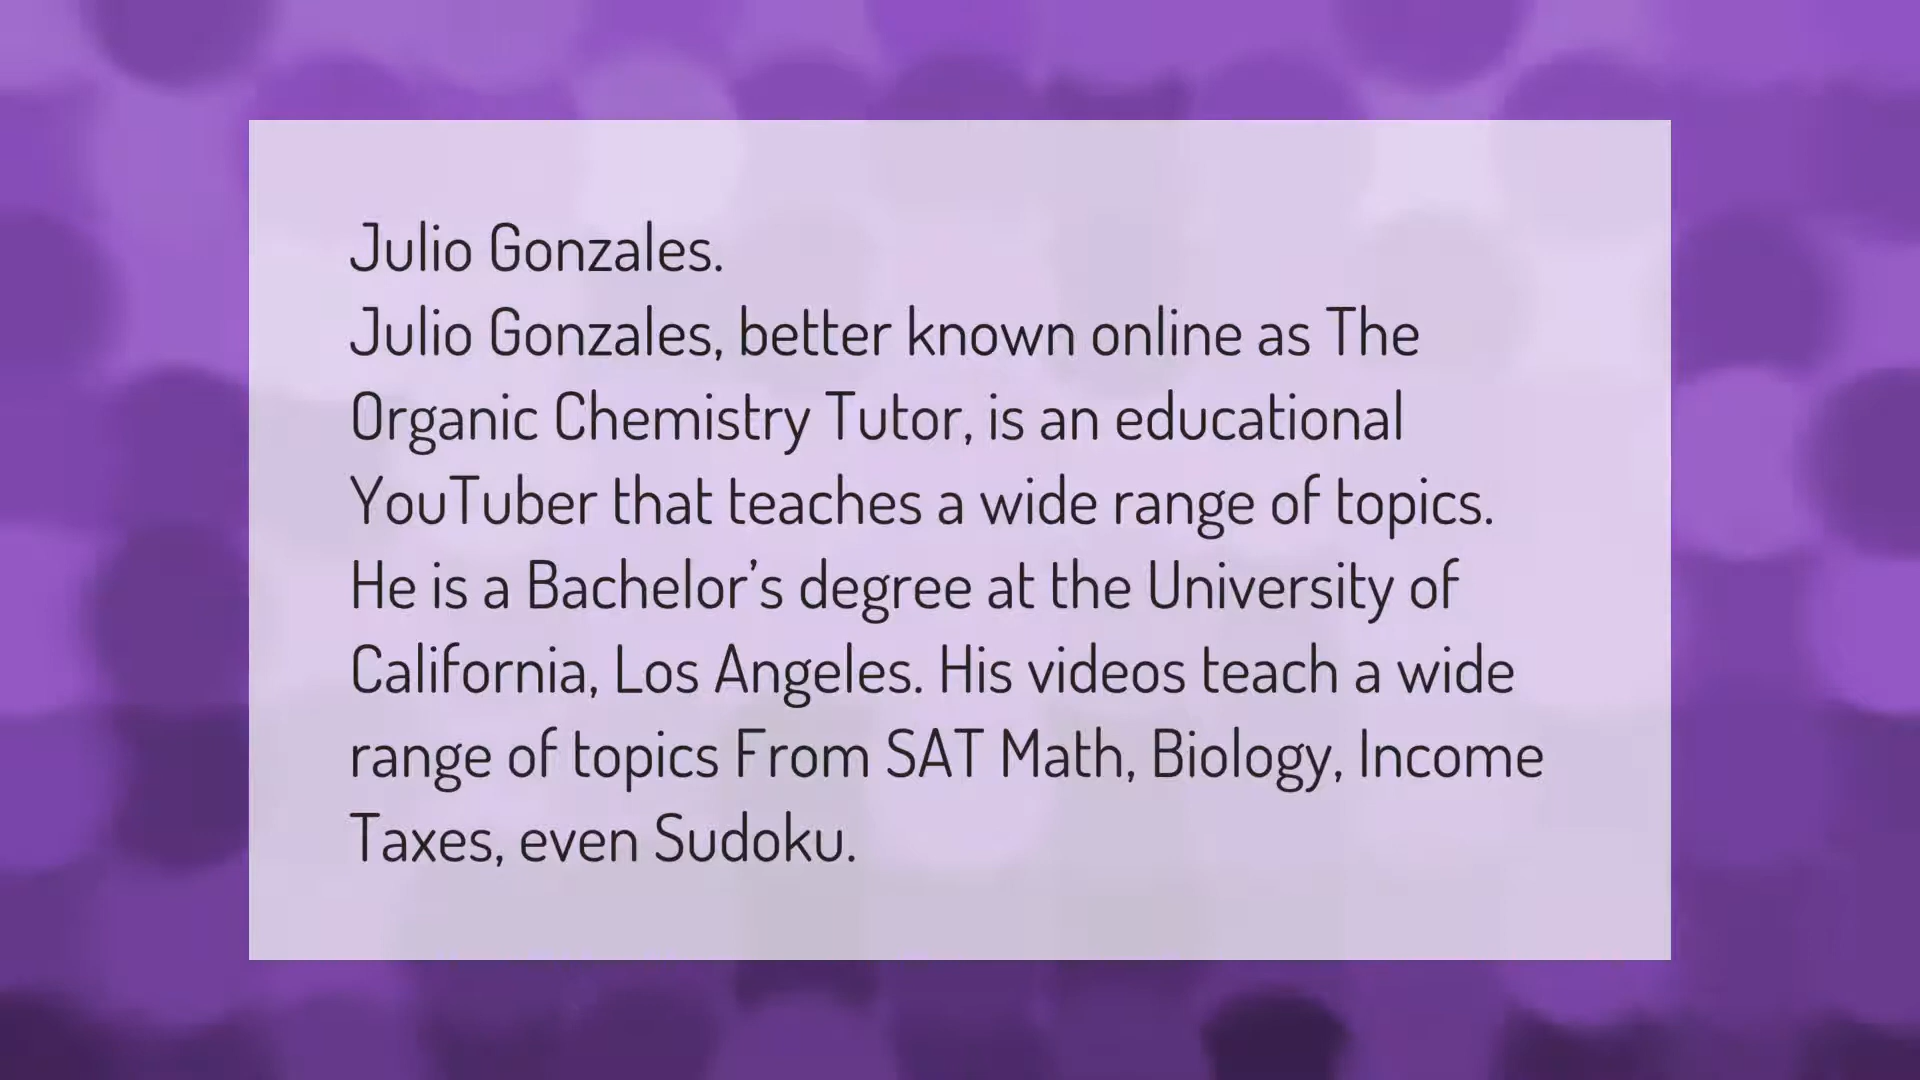 Julio Gonzales.
Julio Gonzales, better known online as The
Organic Chemistry Tutor, is an educational
YouTuber that teaches a wide range of topics.
He is a Bachelor’s degree at the University of
California, Los Angeles. His videos teach a wide
range of topics From SAT Math, Biology, Income
Taxes, even Sudoku.